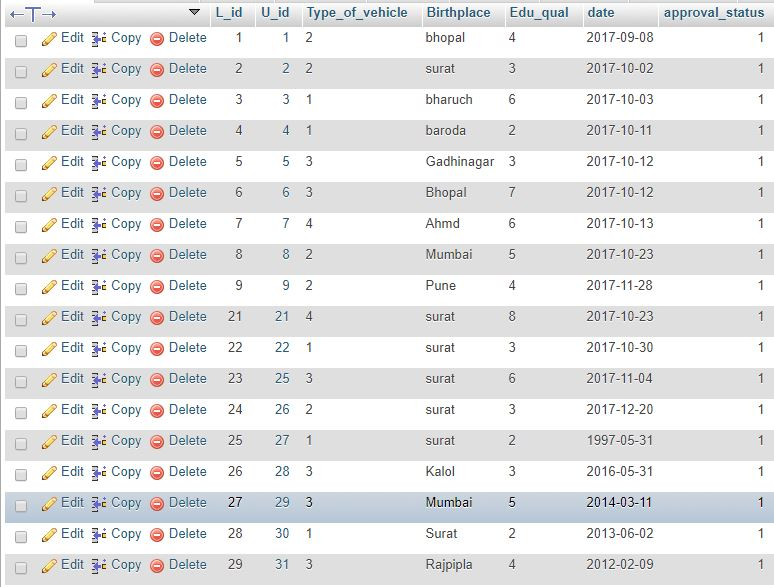 ←T→ L_id U_id Type_of_vehicle Birthplace Edu_qual date approval_status
Edit Copy Delete 1 1 2 bhopal 4 2017-09-08 1
Edit Copy Delete 2 2 2 surat 3 2017-10-02 1
Edit Copy Delete 3 3 1 bharuch 6 2017-10-03 1
Edit Copy Delete 4 4 1 baroda 2 2017-10-11 1
Edit Copy Delete 5 5 3 Gadhinagar 3 2017-10-12 1
Edit Copy Delete 6 6 3 Bhopal 7 2017-10-12 1
Edit Copy Delete 7 7 4 Ahmd 6 2017-10-13 1
Edit Copy Delete 8 8 2 Mumbai 5 2017-10-23 1
Edit Copy Delete 9 9 2 Pune 4 2017-11-28 1
Edit Copy Delete 21 21 4 surat 8 2017-10-23 1
Edit Copy Delete 22 22 1 surat 3 2017-10-30 1
Edit Copy Delete 23 25 3 surat 6 2017-11-04 1
Edit Copy Delete 24 26 2 surat 3 2017-12-20 1
Edit Copy Delete 25 27 1 surat 2 1997-05-31 1
Edit Copy Delete 26 28 3 Kalol 3 2016-05-31 1
Edit Copy Delete 27 29 3 Mumbai 5 2014-03-11 1
Edit Copy Delete 28 30 1 Surat 2 2013-06-02 1
Edit Copy Delete 29 31 3 Rajpipla 4 2012-02-09 1